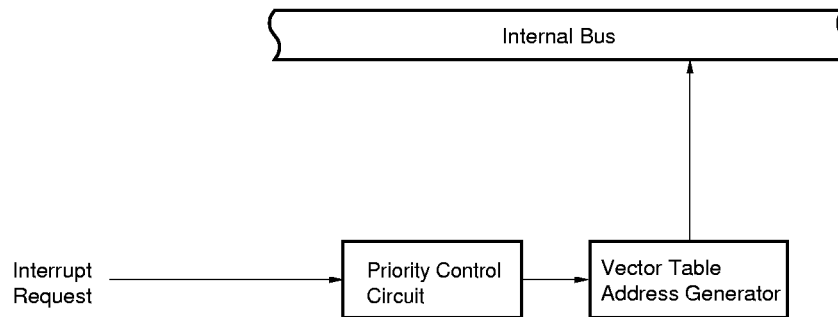 Internal Bus
Interrupt
Request
Priority Control
Circuit
Vector Table
Address Generator